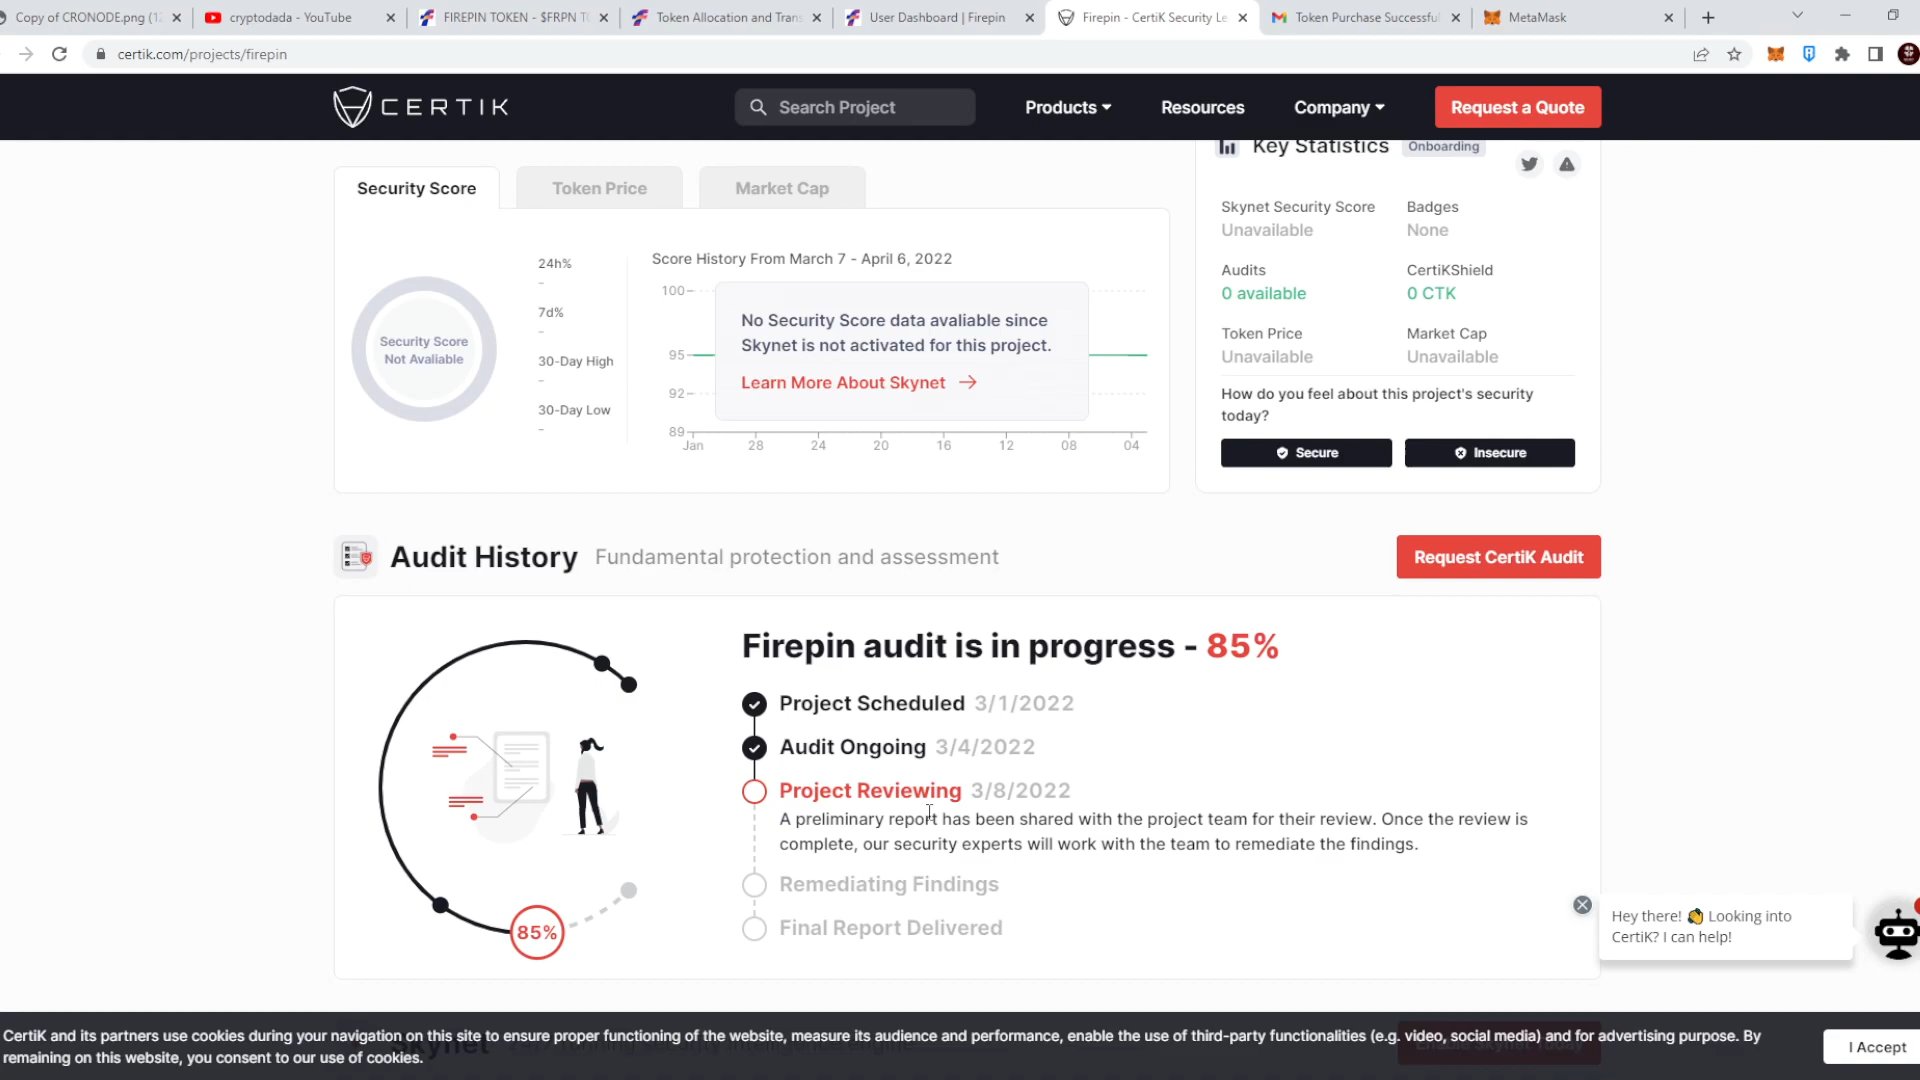 Copy of CRONODE.png (12
cryptodada - YouTube
FIREPIN TOKEN - $FRPN T
Token Allocation and Tran
User Dashboard | Firepin
Firepin - CertiK Security Le
Token Purchase Successfu
MetaMask
certik.com/projects/firepin
CERTIK
Search Project
Products
Resources
Company
Request a Quote
Security Score
Token Price
Market Cap
Key Statistics Onboarding
Security Score
Not Avaliable
24h%
-
7d%
-
30-Day High
-
30-Day Low
-
Score History From March 7 - April 6, 2022
100
95
92
89
No Security Score data avaliable since
Skynet is not activated for this project.
Learn More About Skynet
Jan 28 24 20 16 12 08 04
Skynet Security Score Badges
Unavailable None
Audits CertiKShield
0 available 0 CTK
Token Price Market Cap
Unavailable Unavailable
How do you feel about this project's security
today?
Secure Insecure
Audit History Fundamental protection and assessment
Request CertiK Audit
85%
Firepin audit is in progress - 85%
Project Scheduled 3/1/2022
Audit Ongoing 3/4/2022
Project Reviewing 3/8/2022
A preliminary report has been shared with the project team for their review. Once the review is
complete, our security experts will work with the team to remediate the findings.
Remediating Findings
Final Report Delivered
Hey there! 👋 Looking into
CertiK? I can help!
CertiK and its partners use cookies during your navigation on this site to ensure proper functioning of the website, measure its audience and performance, enable the use of third-party functionalities (e.g. video, social media) and for advertising purpose. By
remaining on this website, you consent to our use of cookies.
I Accept